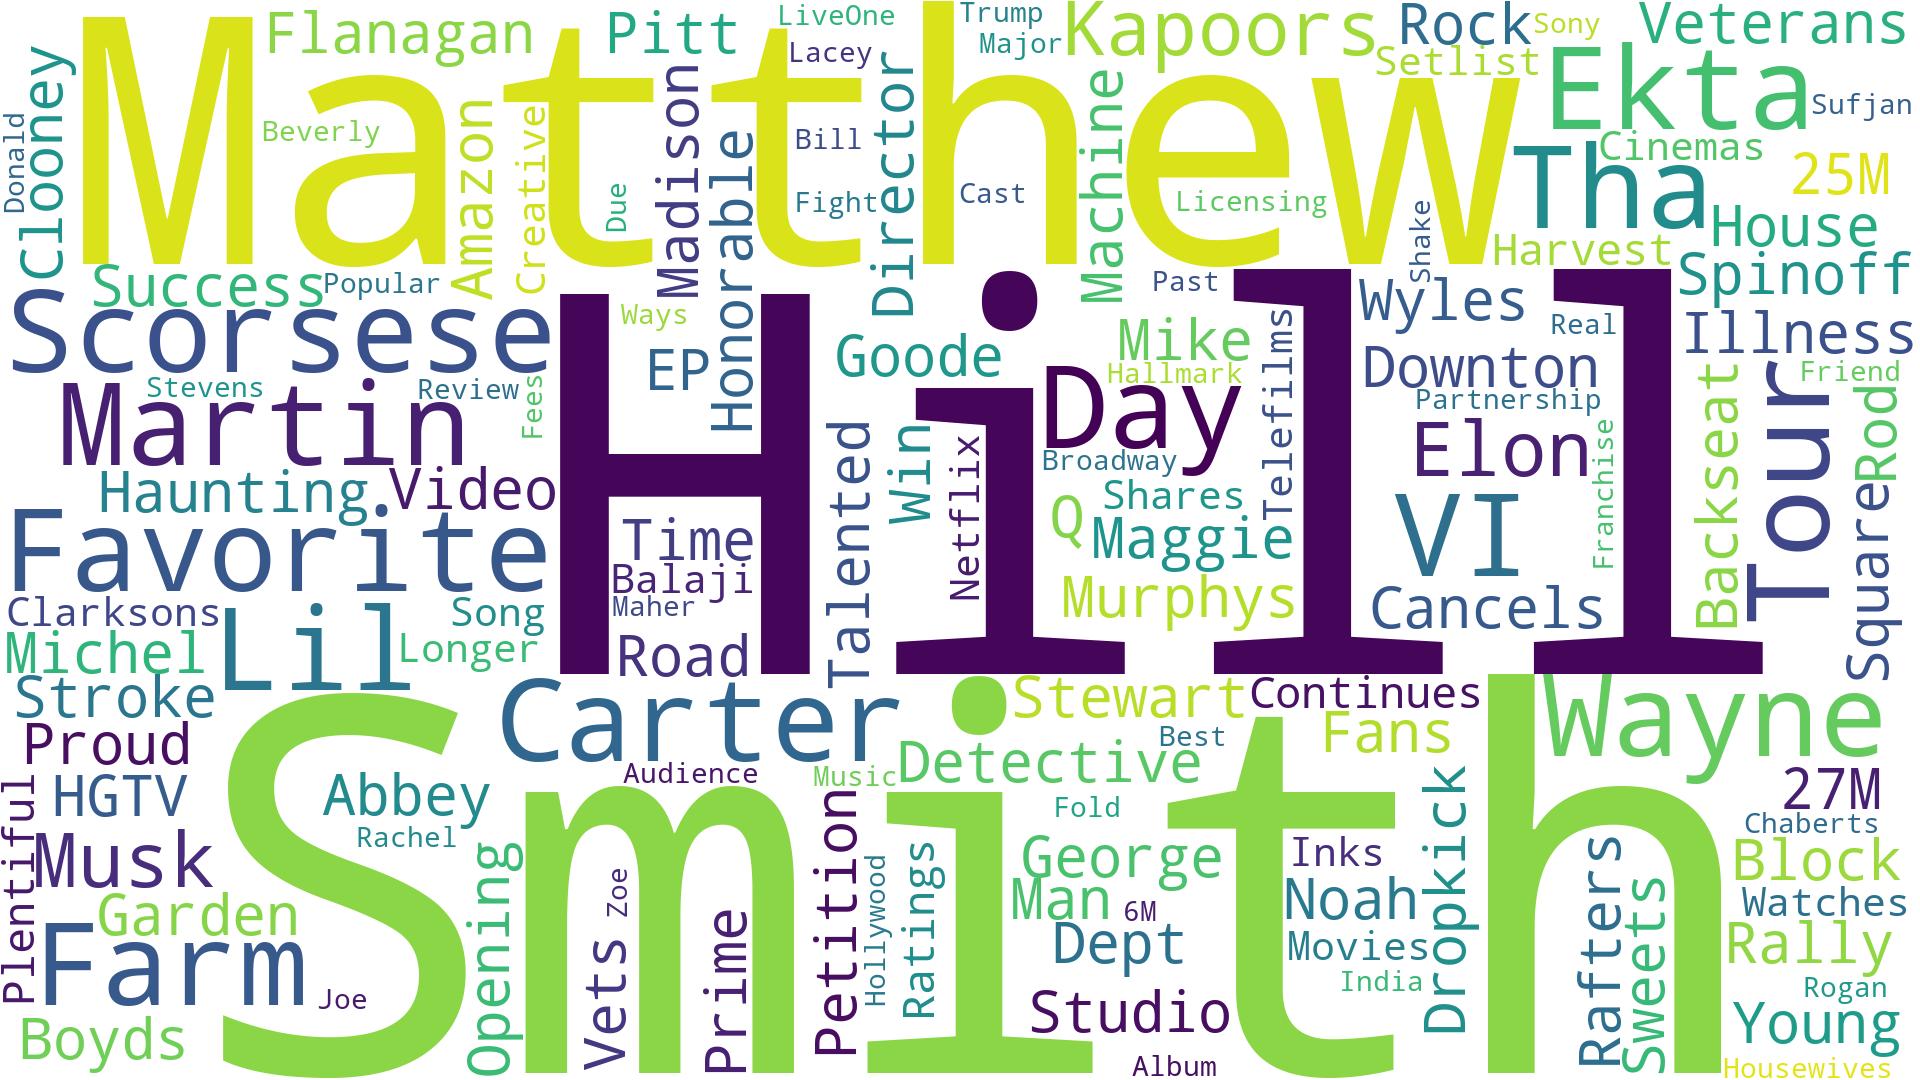 Matthew
Hill
Smith
Flanagan
Pitt
LiveOne
Lacey
Trump
Major
Kapoors
Rock
Sony
Setlist
Veterans
Ekta
Sufjan
Clooney
Donald
Beverly
Amazon
Creative
Due
Madison
Honorable
Bill
Fight
Director
Cast
Machine
Licensing
Shake
Tha
Cinemas
25M
House
Harvest
Spinoff
Success
Popular
Scorsese
Ways
EP
Goode
Past
Mike
Hallmark
Telefilms
Wyles
Real
Illness
Downton
Partnership
Friend
Stevens
Martin
Review
Fees
Day
Broadway
Elon
Franchise
Backseat
Tour
Rod
Haunting
Video
Favorite
Time
Balaji
Maher
Road
Talented
Win
Netflix
Q
Shares
Maggie
Murphys
VI
Cancels
Square
Clarksons
Song
Michel
Lil
Longer
Stroke
Carter
Stewart
Continues
Wayne
Proud
Fans
Best
Detective
Audience
Music
HGTV
Abbey
Rachel
Plentiful
Musk
Garden
Farm
Joe
Boyds
Opening
Vets
Zoe
Prime
Petition
Hollywood
Ratings
Fold
George
Man
6M
Dept
Studio
Album
Inks
Noah
Movies
India
Dropkick
Rafters
Sweets
27M
Chaberts
Block
Watches
Rally
Rogan
Young
Housewives